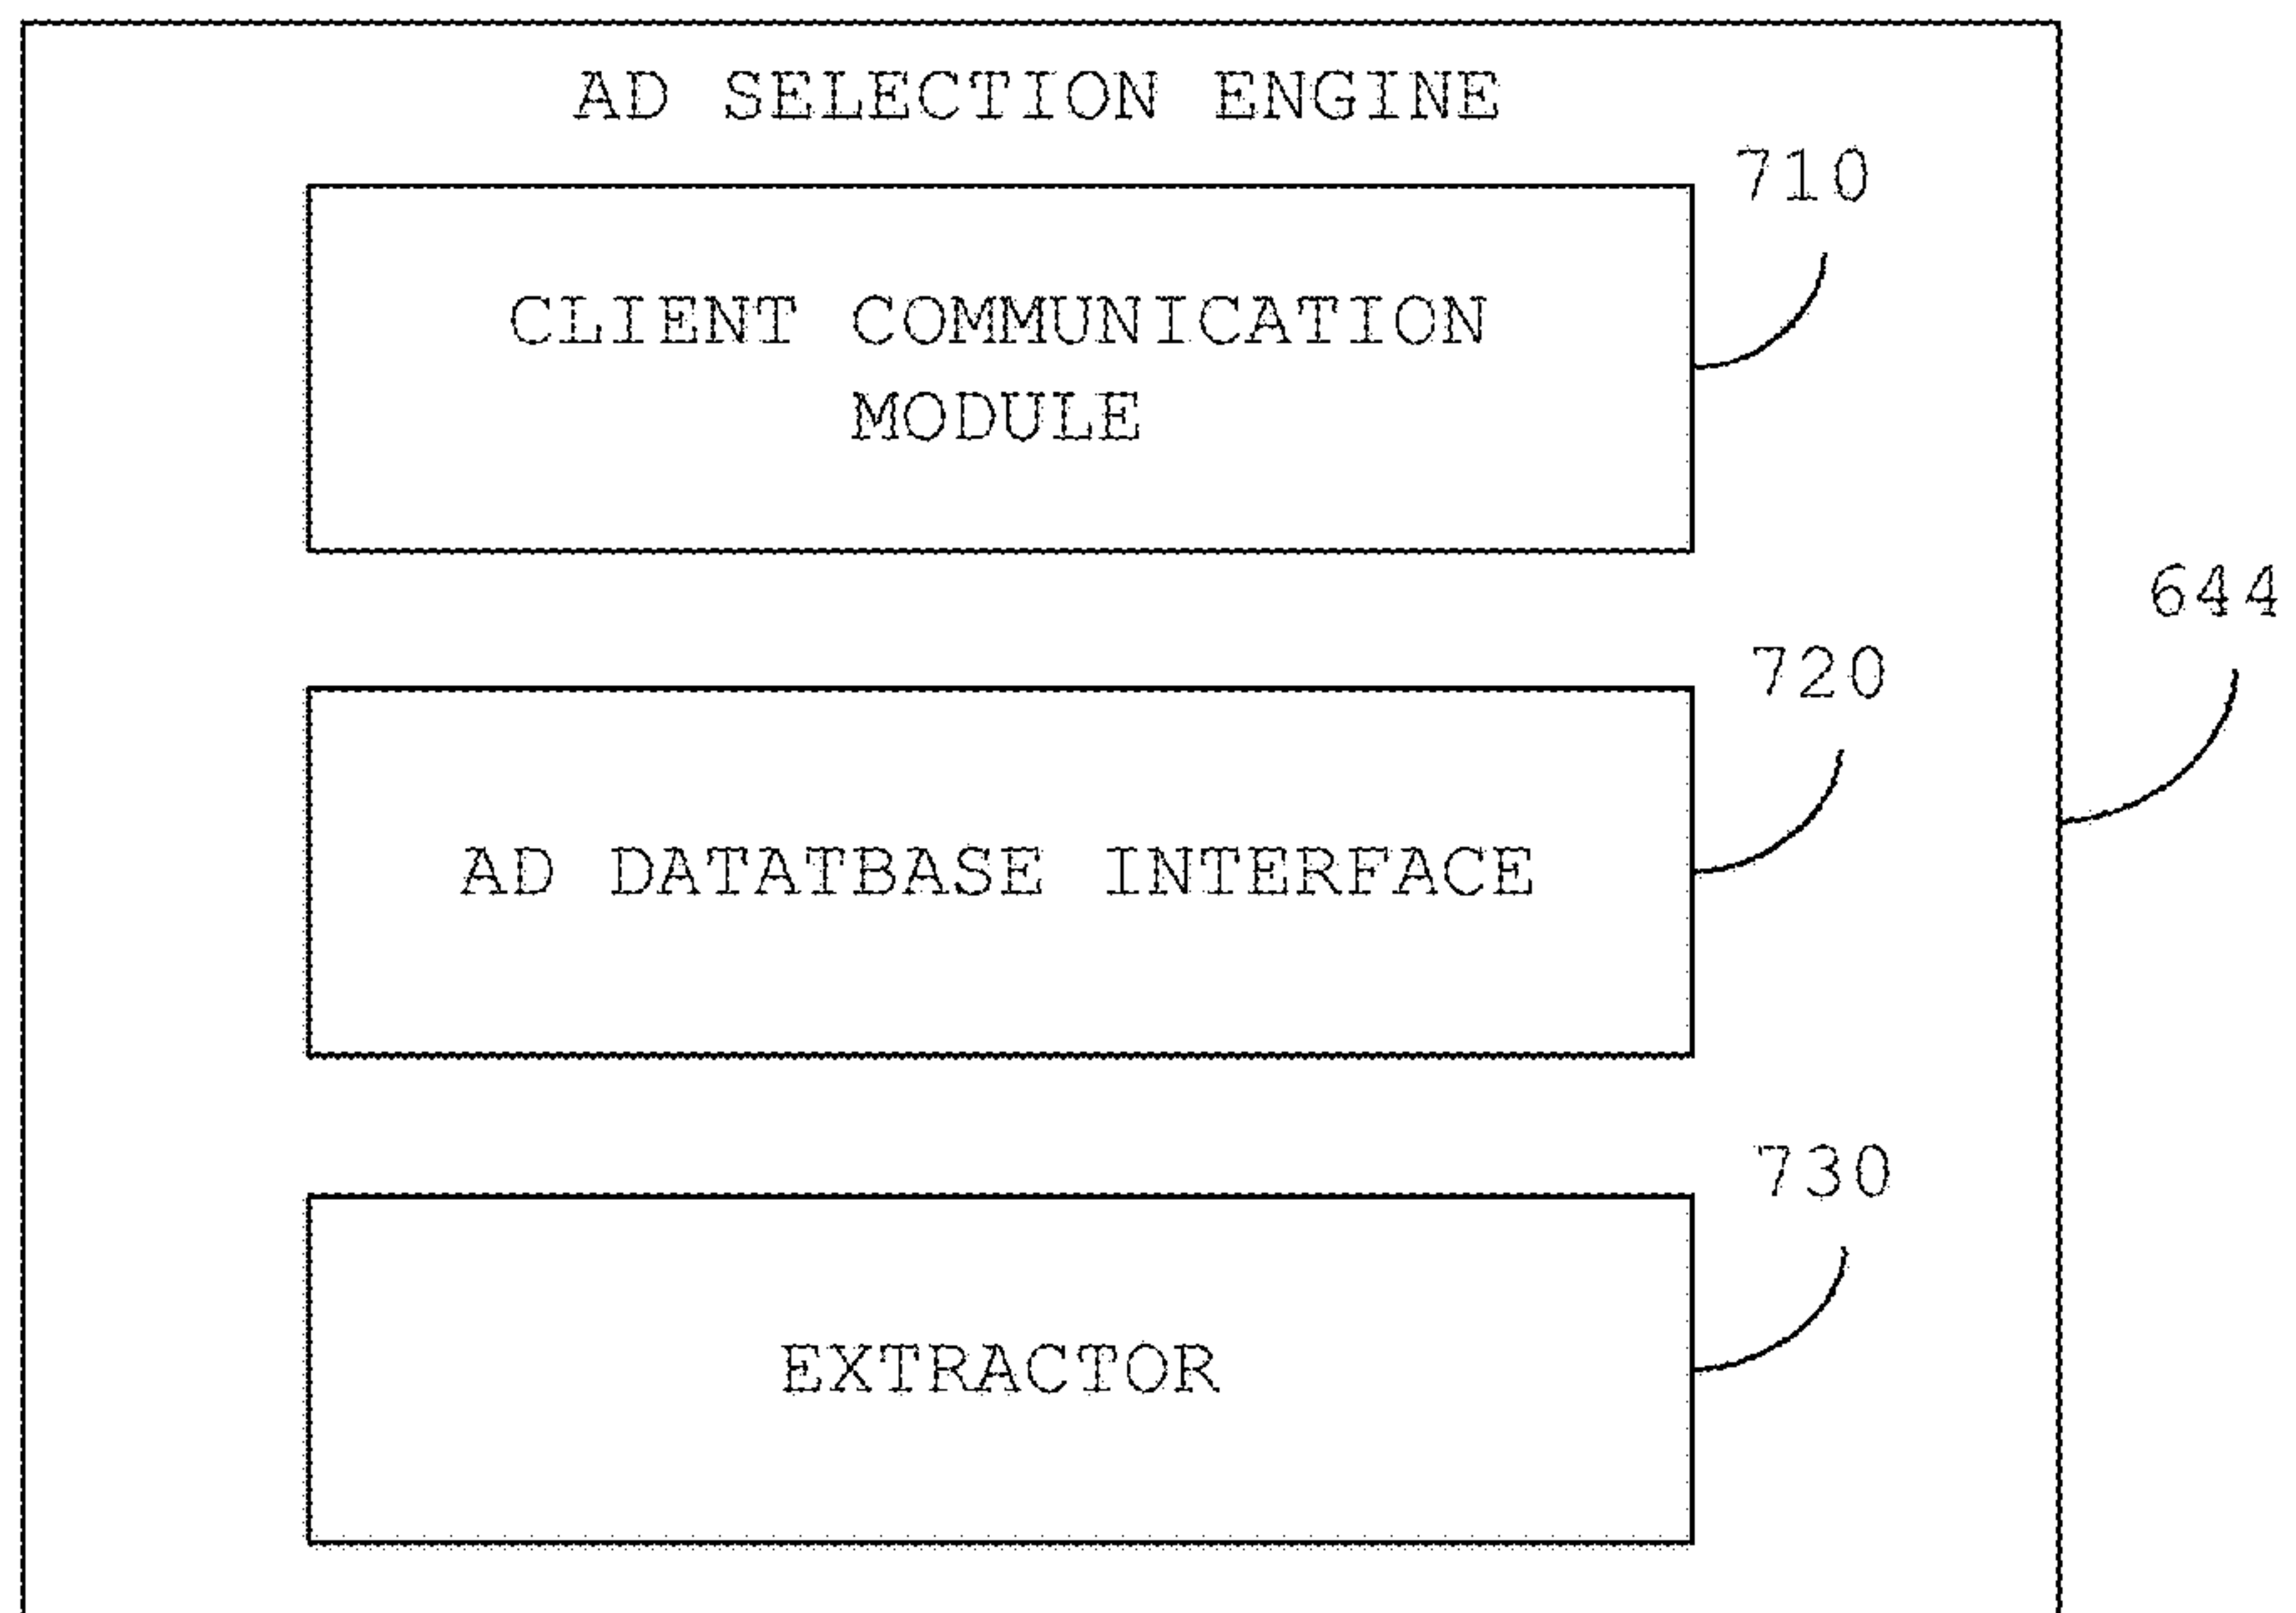 AD SELECTION ENGINE
710
CLIENT COMMUNICATION
MODULE
644
720
AD DATATBASE INTERFACE
730
EXTRACTOR